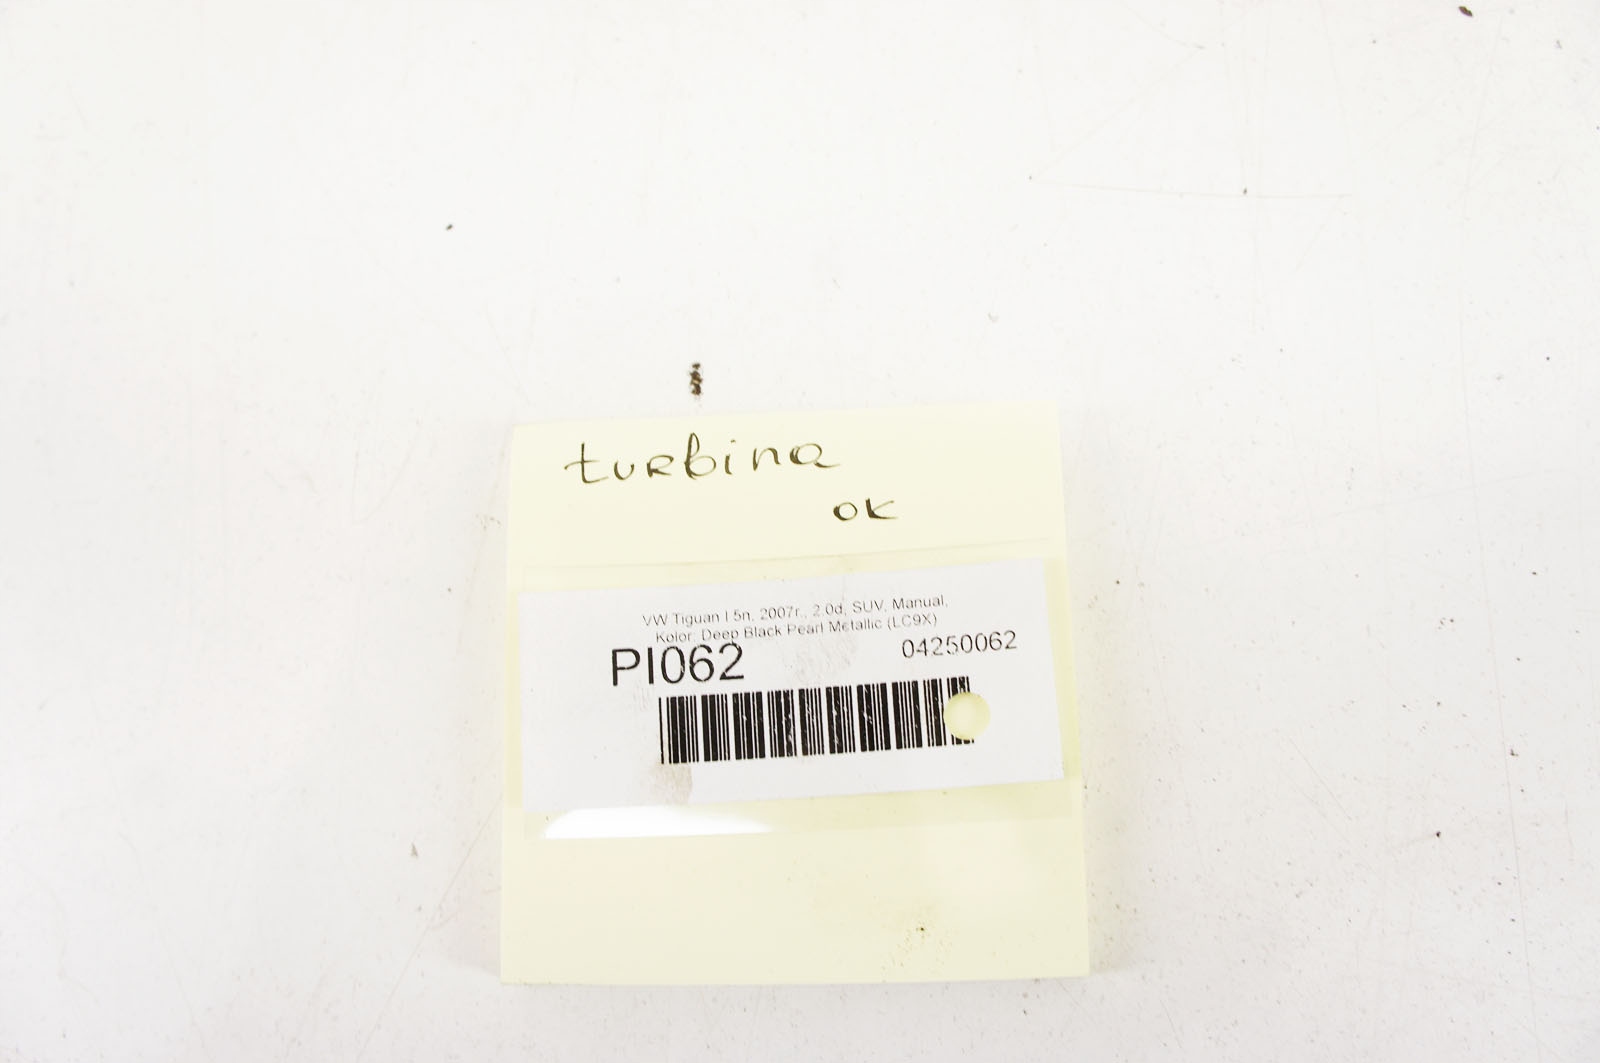 turbina
ok
VW Tiguan I 5n, 2007r., 2.0d, SUV, Manual,
Kolor: Deep Black Pearl Metallic (LC9X)
PI062
04250062